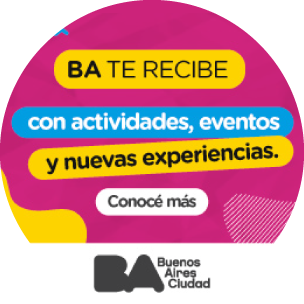 BA TE RECIBE
con actividades, eventos
y nuevas experiencias.
Conocé más
BA Buenos
Aires
Ciudad